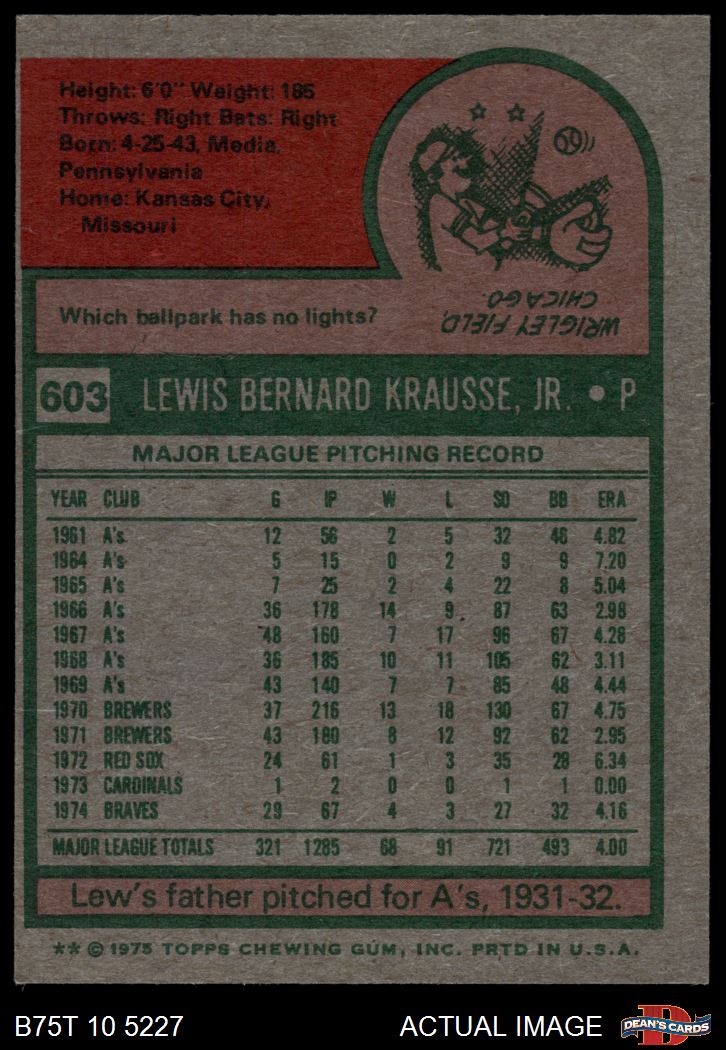 Height: 6'0" Weight: 185
Throws: Right Bats: Right
Born: 4-25-43, Media,
Pennsylvania
Home: Kansas City,
Missouri
Which ballpark has no lights?
WRIGLEY FIELD,
CHICAGO.
603 LEWIS BERNARD KRAUSSE, JR. • P
MAJOR LEAGUE PITCHING RECORD
YEAR CLUB G IP W L SO BB ERA
1961 A's 12 56 2 5 32 46 4.82
1964 A's 5 15 0 2 9 9 7.20
1965 A's 7 25 2 4 22 8 5.04
1966 A's 36 178 14 9 87 63 2.98
1967 A's 48 160 7 17 96 67 4.28
1968 A's 36 185 10 11 105 62 3.11
1969 A's 43 140 7 7 85 48 4.44
1970 BREWERS 37 216 13 18 130 67 4.75
1971 BREWERS 43 180 8 12 92 62 2.95
1972 RED SOX 24 61 1 3 35 28 6.34
1973 CARDINALS 1 2 0 0 1 1 0.00
1974 BRAVES 29 67 4 3 27 32 4.16
MAJOR LEAGUE TOTALS 321 1285 68 91 721 493 4.00
Lew's father pitched for A's, 1931-32.
** © 1975 TOPPS CHEWING GUM, INC. PRTD IN U.S.A.
B75T 10 5227 ACTUAL IMAGE
D
DEAN'S CARDS